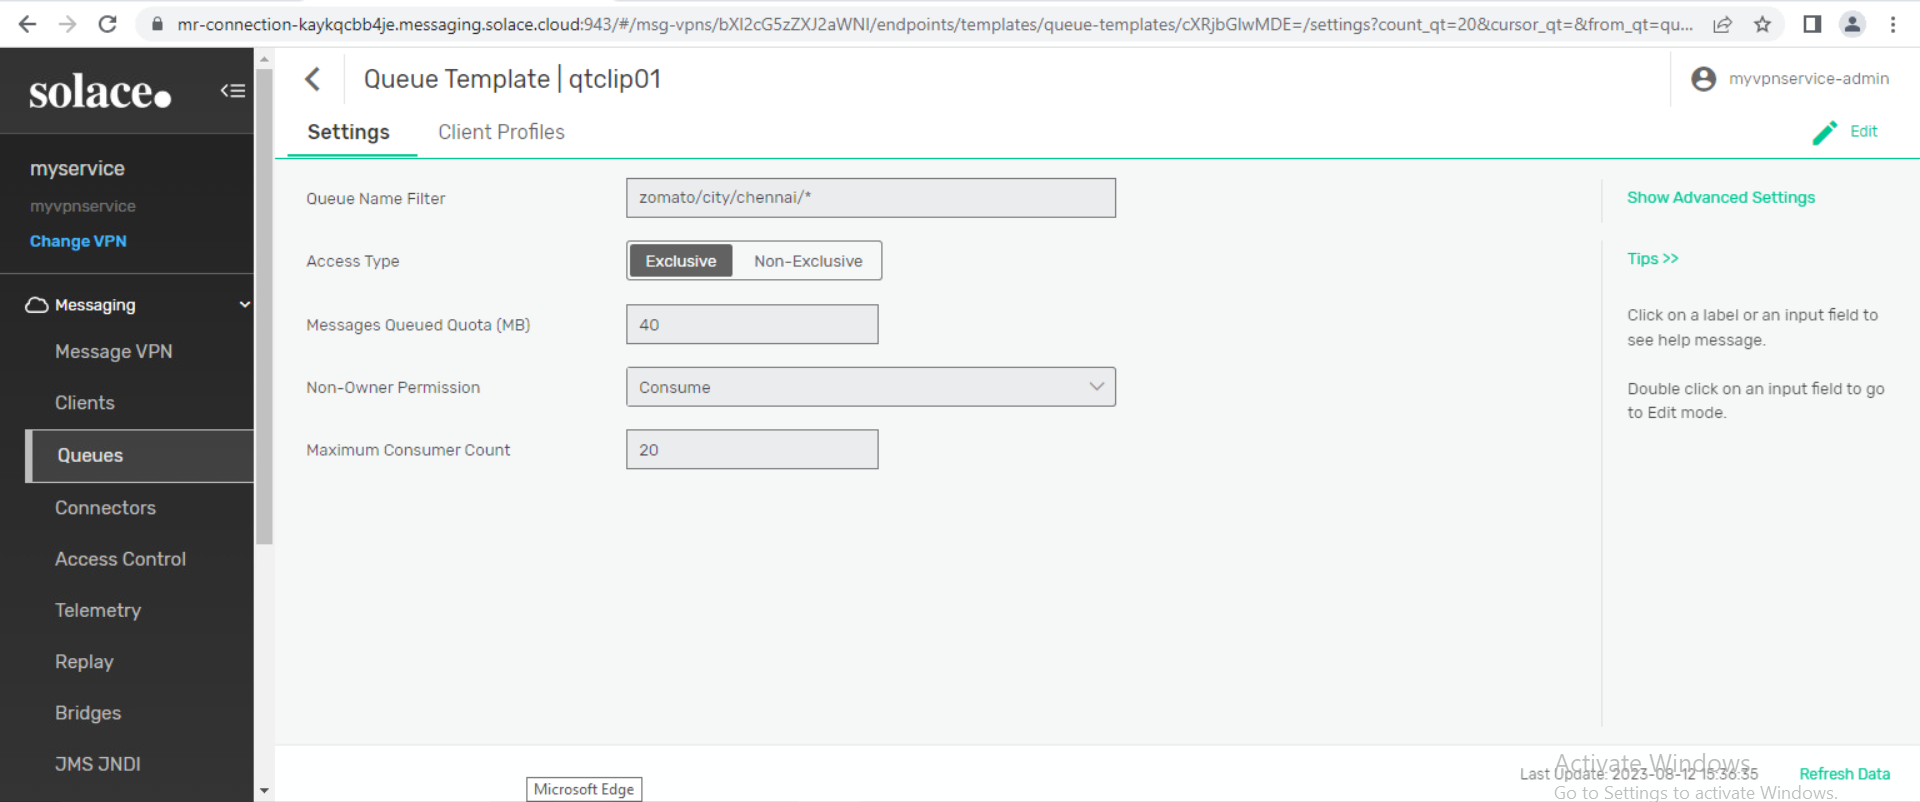 mr-connection-kaykqcbb4je.messaging.solace.cloud:943/#/msg-vpns/bXl2cG5zZXJ2aWNl/endpoints/templates/queue-templates/cXRjbGlwMDE=/settings?count_qt=20&cursor_qt=&from_qt=qu...
solace
Queue Template | qtclip01
myvpnservice-admin
Settings
Client Profiles
Edit
myservice
myvpnservice
Change VPN
Messaging
Message VPN
Clients
Queues
Connectors
Access Control
Telemetry
Replay
Bridges
JMS JNDI
Queue Name Filter
zomato/city/chennai/*
Access Type
Exclusive
Non-Exclusive
Messages Queued Quota (MB)
40
Non-Owner Permission
Consume
Maximum Consumer Count
20
Show Advanced Settings
Tips >>
Click on a label or an input field to
see help message.
Double click on an input field to go
to Edit mode.
Activate Windows
Last Update: 2023-08-12 15:36:35
Refresh Data
Go to Settings to activate Windows.
Microsoft Edge